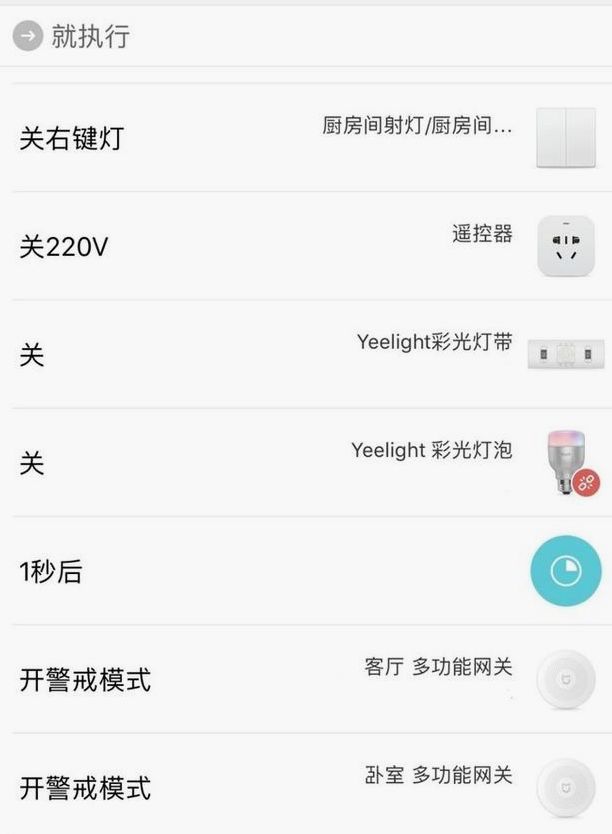 就执行
关右键灯
厨房间射灯/厨房间...
关220V
遥控器
关
Yeelight彩光灯带
关
Yeelight 彩光灯泡
1秒后
开警戒模式
客厅 多功能网关
开警戒模式
卧室 多功能网关